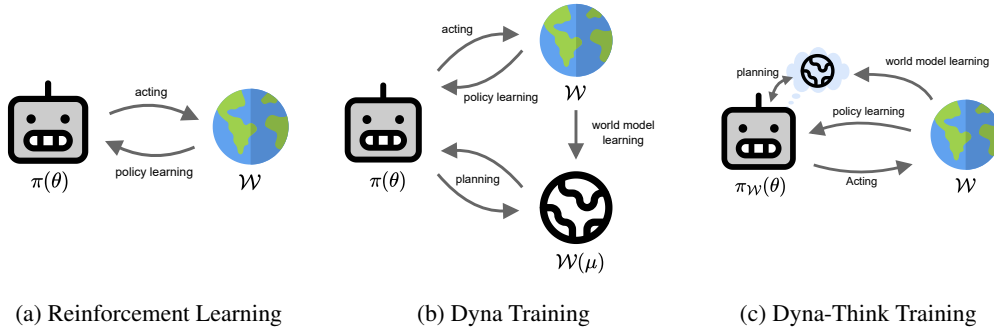 acting
policy learning
π(θ)
𝒲
(a) Reinforcement Learning
acting
policy learning
𝒲
π(θ)
world model
learning
planning
𝒲(μ)
(b) Dyna Training
planning
world model learning
policy learning
Acting
π𝒲(θ)
𝒲
(c) Dyna-Think Training